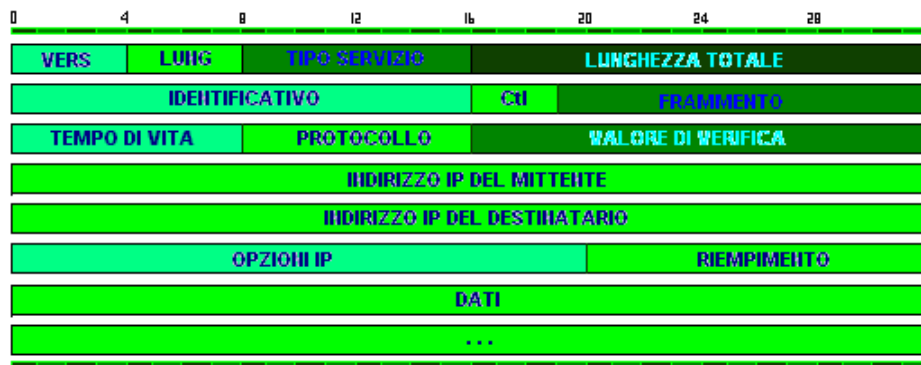 0 4 8 12 16 20 24 28
VERS LUNG TIPO SERVIZIO LUNGHEZZA TOTALE
IDENTIFICATIVO Ctl FRAMMENTO
TEMPO DI VITA PROTOCOLLO VALORE DI VERIFICA
INDIRIZZO IP DEL MITTENTE
INDIRIZZO IP DEL DESTINATARIO
OPZIONI IP RIEMPIMENTO
DATI
...